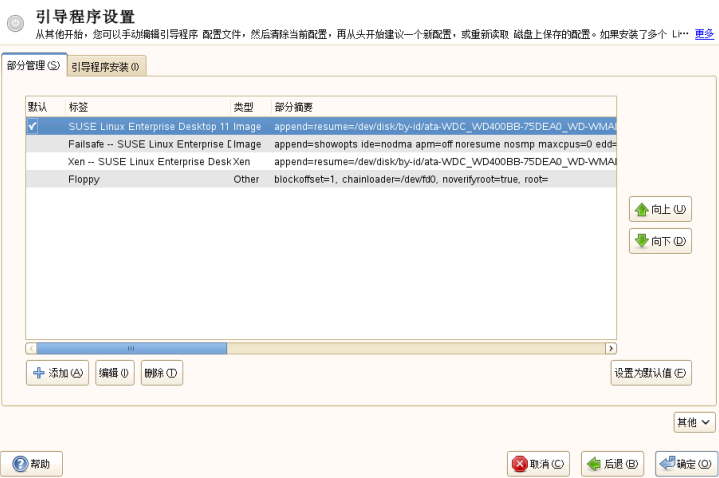 引导程序设置
从其他开始，您可以手动编辑引导程序 配置文件，然后清除当前配置，再从头开始建议一个新配置，或重新读取 磁盘上保存的配置。如果安装了多个 Li… 更多
部分管理(S) 引导程序安装(I)
默认 标签 类型 部分摘要
SUSE Linux Enterprise Desktop 11 Image append=resume=/dev/disk/by-id/ata-WDC_WD400BB-75DEA0_WD-WMAI
Failsafe -- SUSE Linux Enterprise D Image append=showopts ide=nodma apm=off noresume nosmp maxcpus=0 edd=
Xen -- SUSE Linux Enterprise Desk Xen append=resume=/dev/disk/by-id/ata-WDC_WD400BB-75DEA0_WD-WMAI
Floppy Other blockoffset=1, chainloader=/dev/fd0, noverifyroot=true, root=
向上(U)
向下(D)
添加(A) 编辑(I) 删除(T) 设置为默认值(F)
其他
帮助 取消(C) 后退(B) 确定(O)